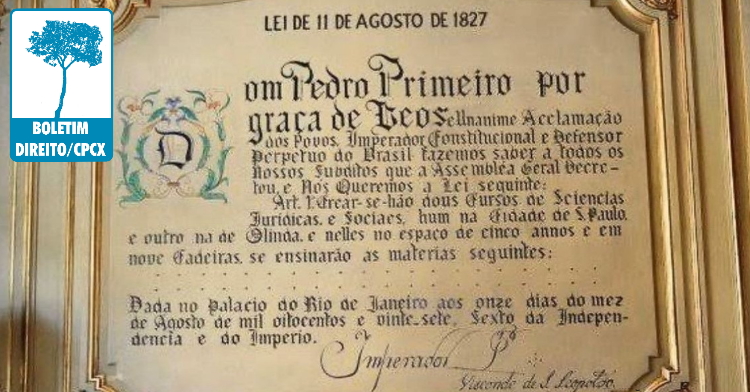 BOLETIM
DIREITO/CPCX
LEI DE 11 DE AGOSTO DE 1827
Dom Pedro Primeiro por
graça de Deos e Unanime Acclamação
dos Povos, Imperador Constitucional e Defensor
Perpetuo do Brasil fazemos saber a todos os
Nossos Subditos que a Assembléa Geral Decre-
tou, e Nós Queremos a Lei seguinte:
Art. 1. Crear-se-hão dous Cursos de Sciencias
Juridicas, e Sociaes, hum na Cidade de S. Paulo,
e outro na de Olinda, e nelles no espaço de cinco annos e em
nove Cadeiras, se ensinarão as materias seguintes:
Dada no Palacio do Rio de Janeiro aos onze dias do mez
de Agosto de mil oitocentos e vinte-sete, Sexto da Indepen-
dencia e do Imperio.
Imperador P.
Visconde de S. Leopoldo.